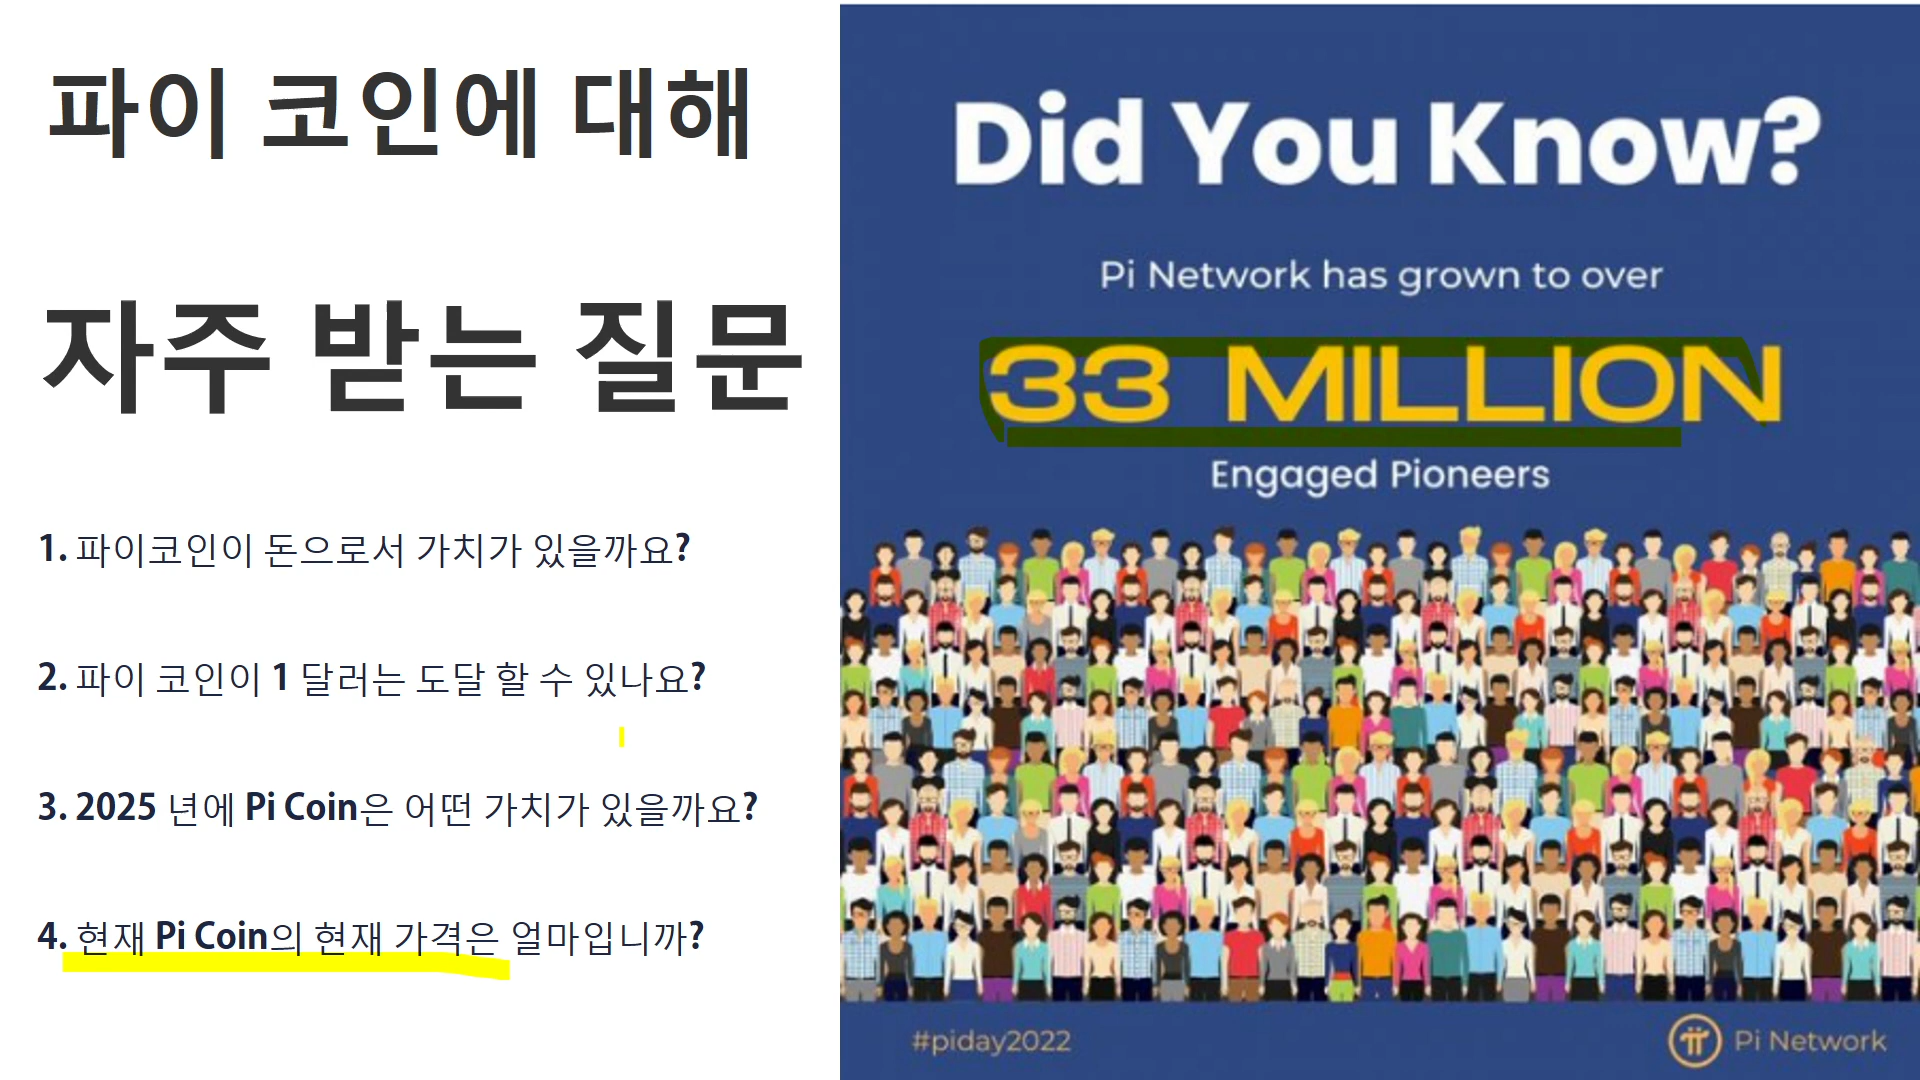 파이 코인에 대해
자주 받는 질문
1. 파이코인이 돈으로서 가치가 있을까요?
2. 파이 코인이 1 달러는 도달 할 수 있나요?
3. 2025 년에 Pi Coin은 어떤 가치가 있을까요?
4. 현재 Pi Coin의 현재 가격은 얼마입니까?
Did You Know?
Pi Network has grown to over
33 MILLION
Engaged Pioneers
#piday2022
Pi Network